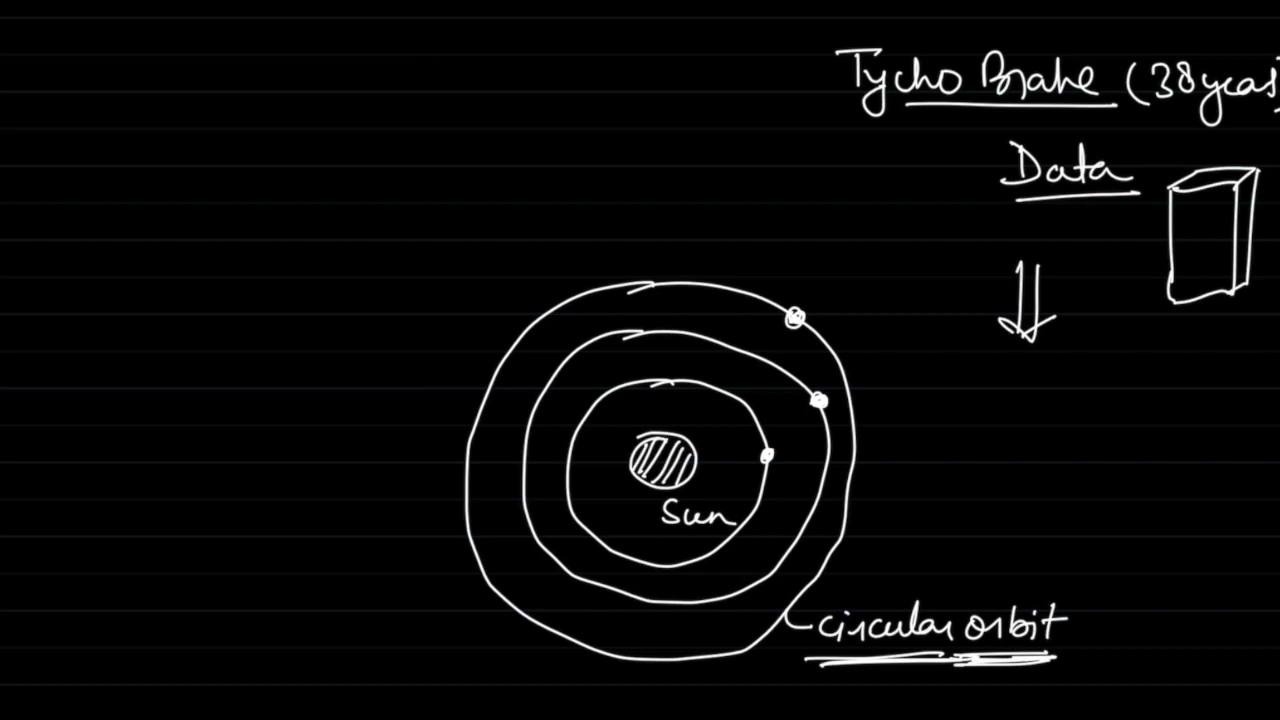 Tycho Brahe (38 years)
Data
Sun
circular orbit